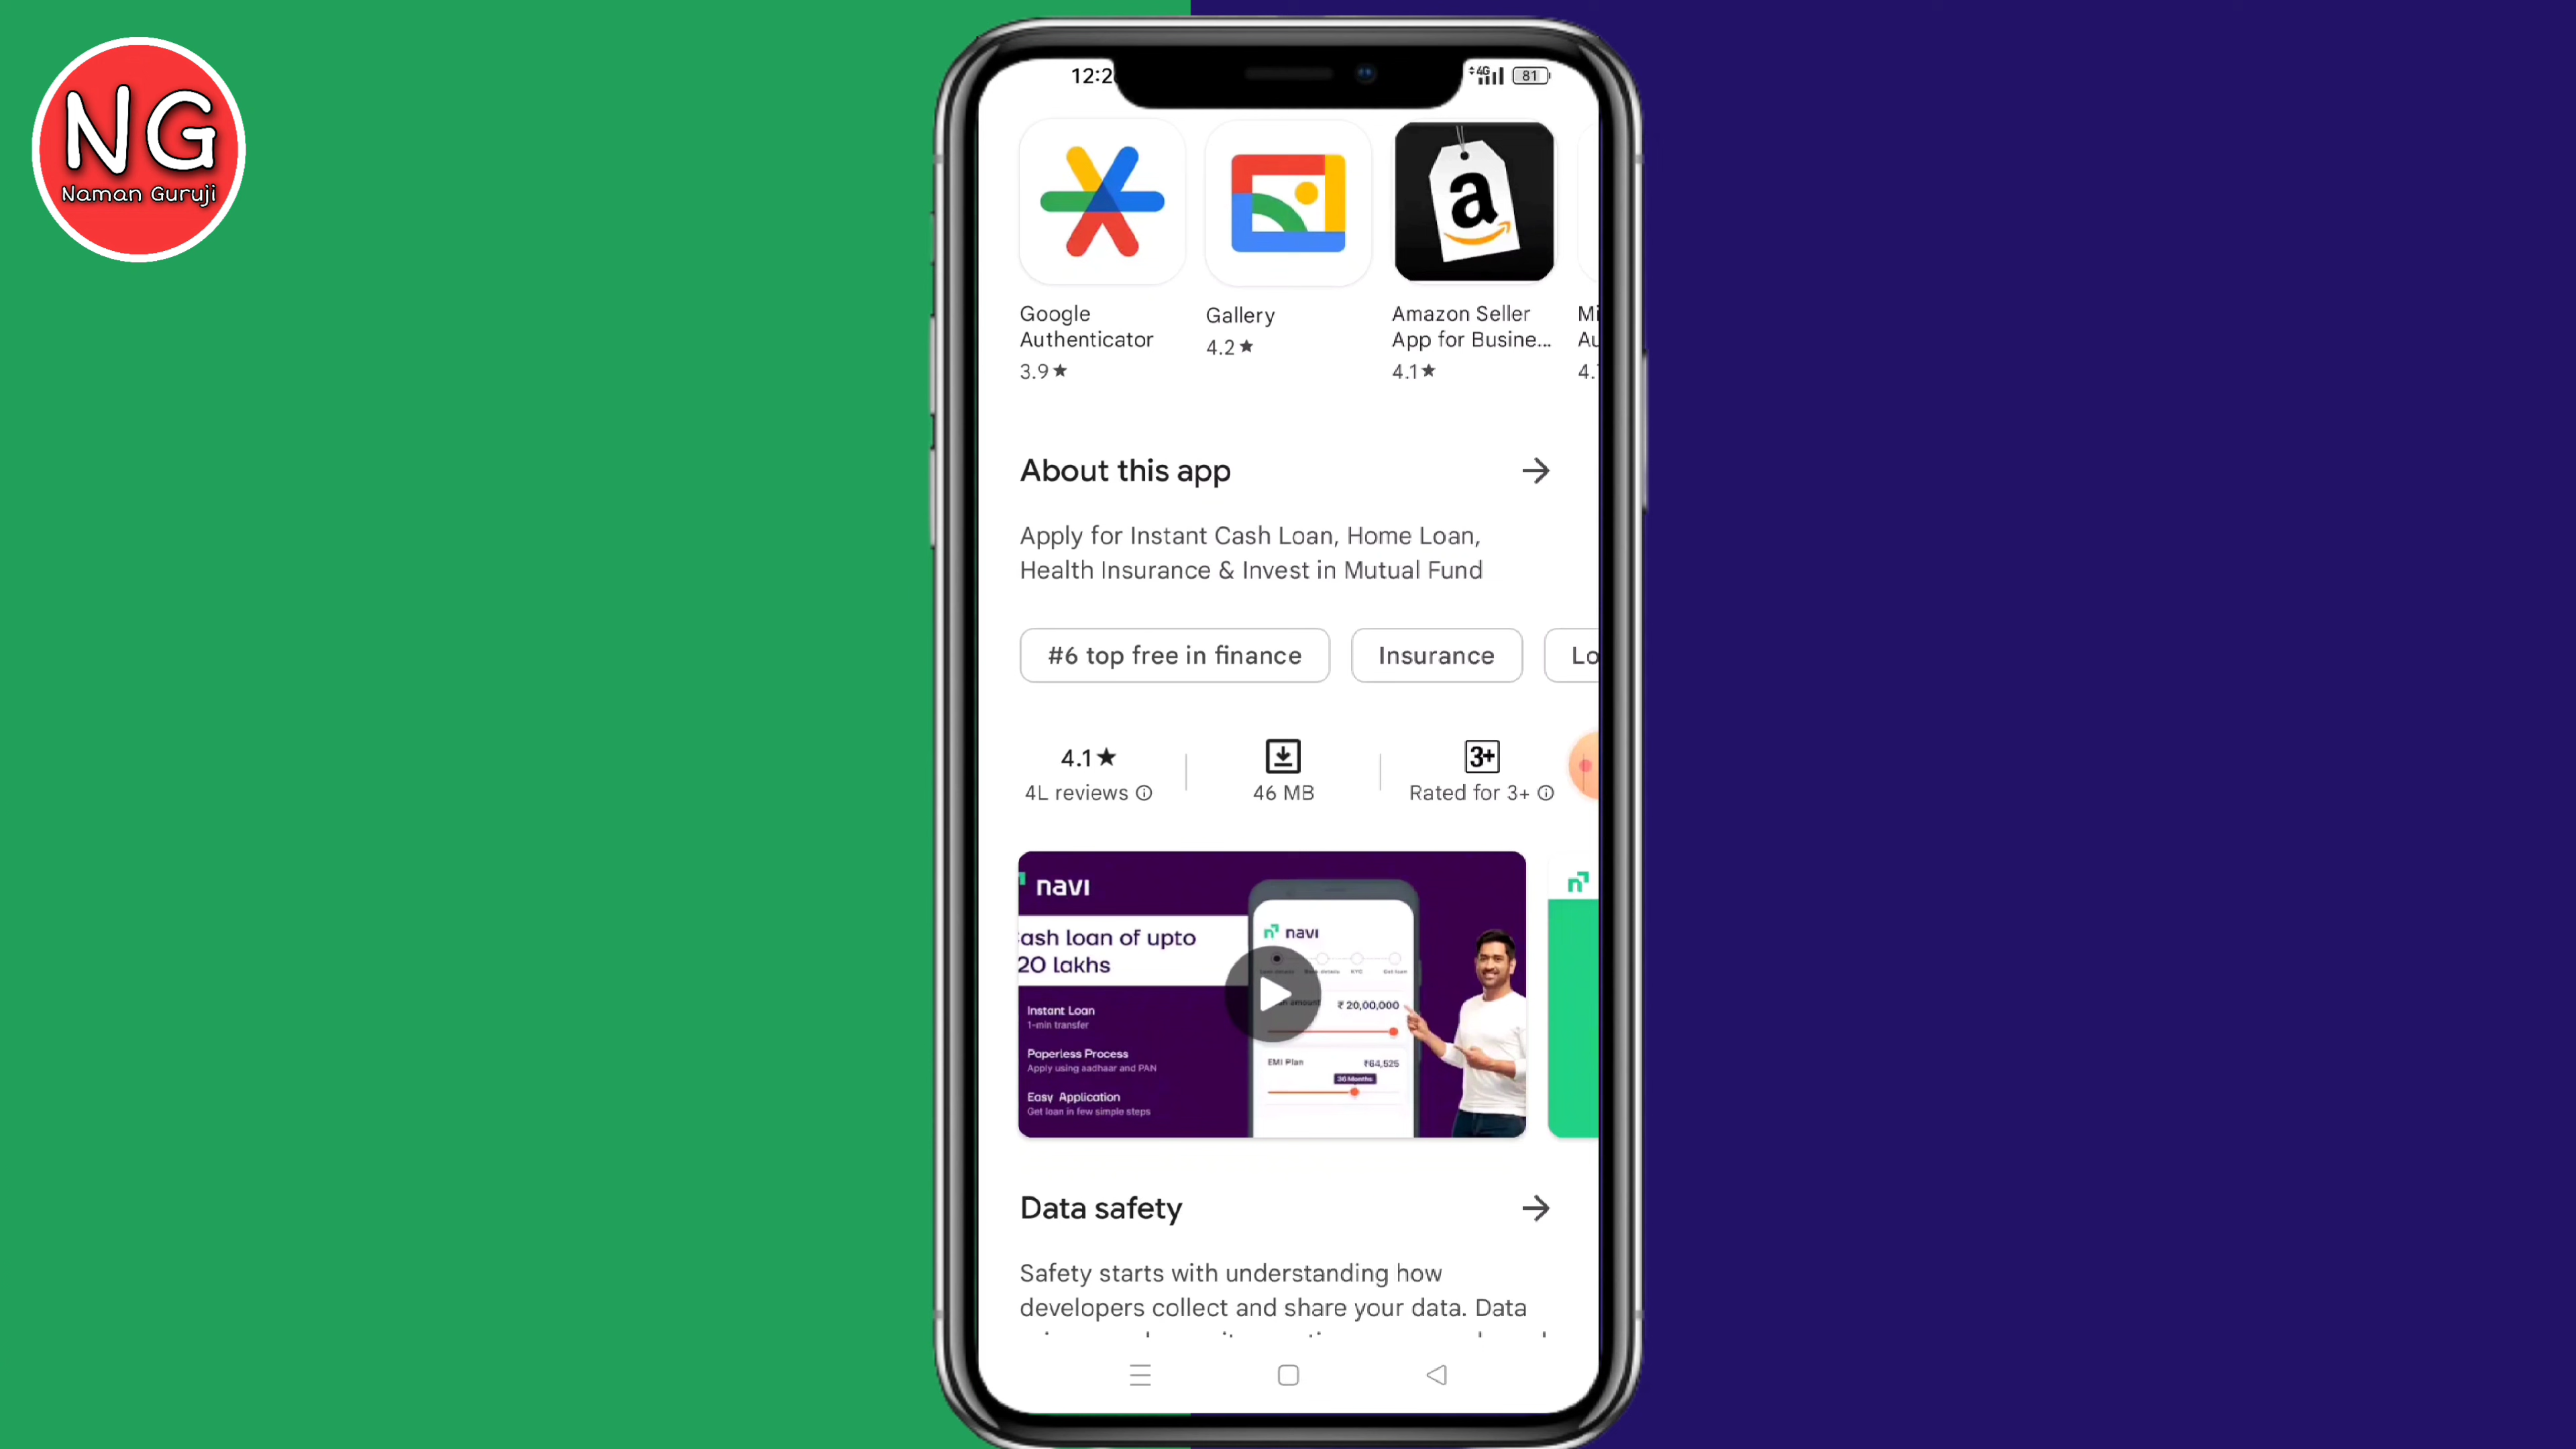 NG
Naman Guruji
12:2
4G
81
Google
Authenticator
3.9★
Gallery
4.2★
a
Amazon Seller
App for Busine...
4.1★
Mi
Au
4.
About this app
Apply for Instant Cash Loan, Home Loan,
Health Insurance & Invest in Mutual Fund
#6 top free in finance
Insurance
Lo
4.1★
4L reviews
46 MB
3+
Rated for 3+
navi
ash loan of upto
20 lakhs
Instant Loan
1-min transfer
Paperless Process
Apply using aadhaar and PAN
Easy Application
Get loan in few simple steps
navi
KYC
Get loan
₹ 20,00,000
EMI Plan
₹64,525
Data safety
Safety starts with understanding how
developers collect and share your data. Data